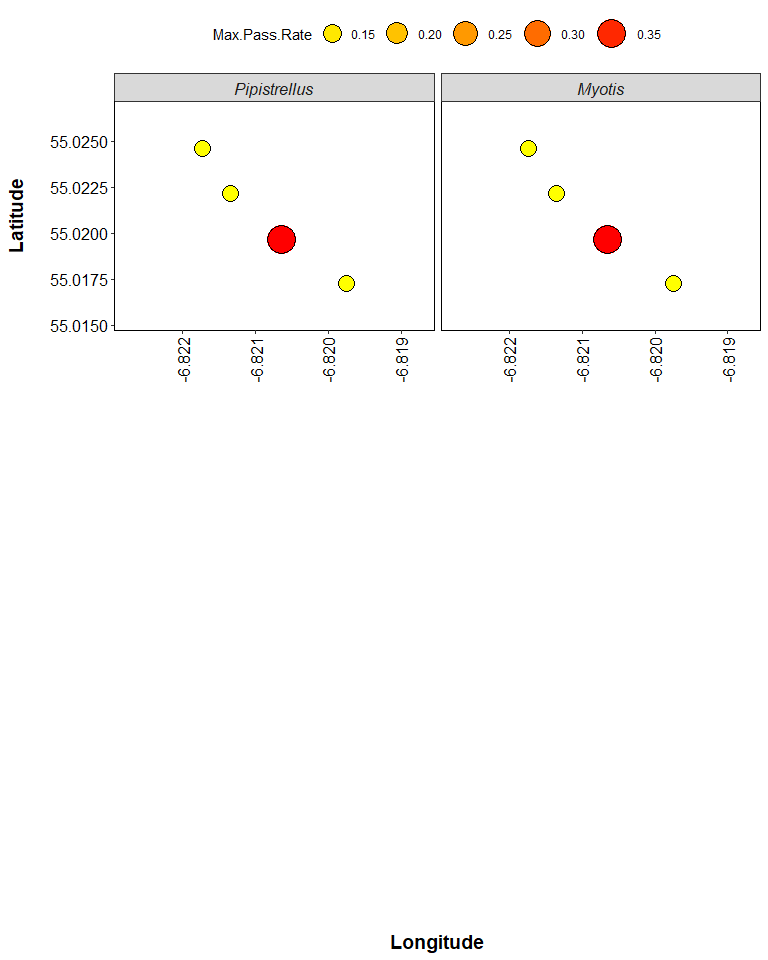 Max.Pass.Rate 0.15 0.20 0.25 0.30 0.35
Pipistrellus Myotis
Latitude
55.0250
55.0225
55.0200
55.0175
55.0150
-6.822 -6.821 -6.820 -6.819 -6.822 -6.821 -6.820 -6.819
Longitude